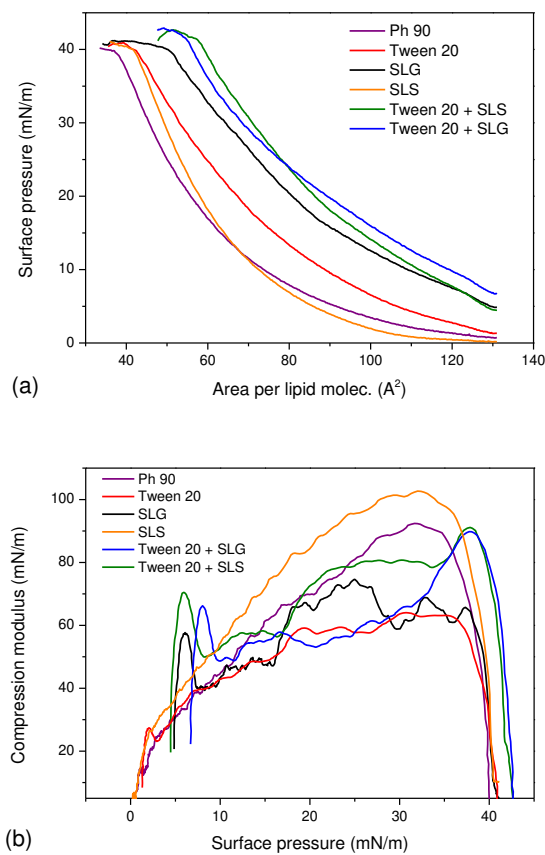 40
30
20
10
0
Surface pressure (mN/m)
Ph 90
Tween 20
SLG
SLS
Tween 20 + SLS
Tween 20 + SLG
40 60 80 100 120 140
Area per lipid molec. (A²)
(a)
100
80
60
40
20
Compression modulus (mN/m)
Ph 90
Tween 20
SLG
SLS
Tween 20 + SLG
Tween 20 + SLS
0 10 20 30 40
Surface pressure (mN/m)
(b)